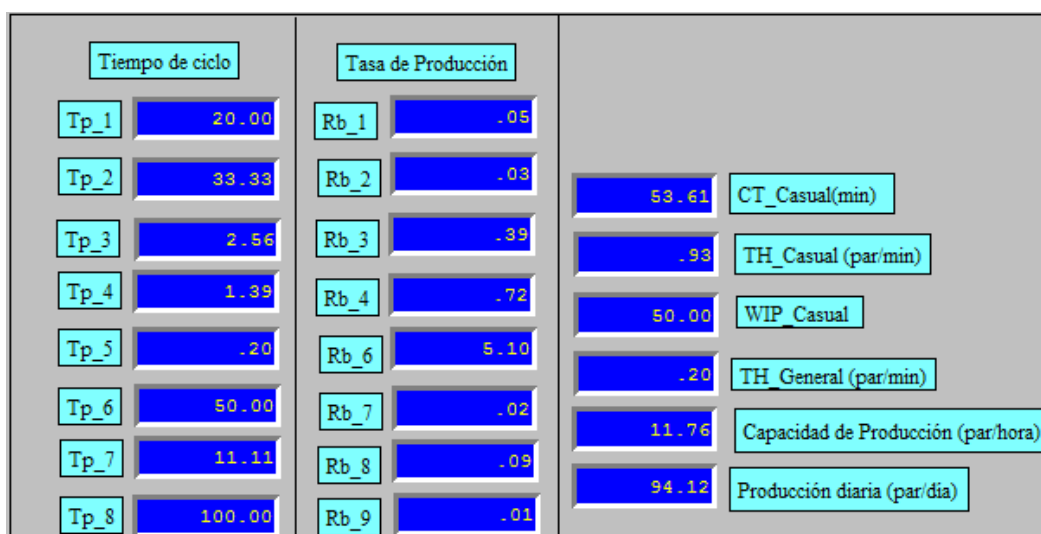 Tiempo de ciclo
Tp_1 20.00
Tp_2 33.33
Tp_3 2.56
Tp_4 1.39
Tp_5 .20
Tp_6 50.00
Tp_7 11.11
Tp_8 100.00
Tasa de Producción
Rb_1 .05
Rb_2 .03
Rb_3 .39
Rb_4 .72
Rb_6 5.10
Rb_7 .02
Rb_8 .09
Rb_9 .01
53.61 CT_Casual(min)
.93 TH_Casual (par/min)
50.00 WIP_Casual
.20 TH_General (par/min)
11.76 Capacidad de Producción (par/hora)
94.12 Producción diaria (par/día)